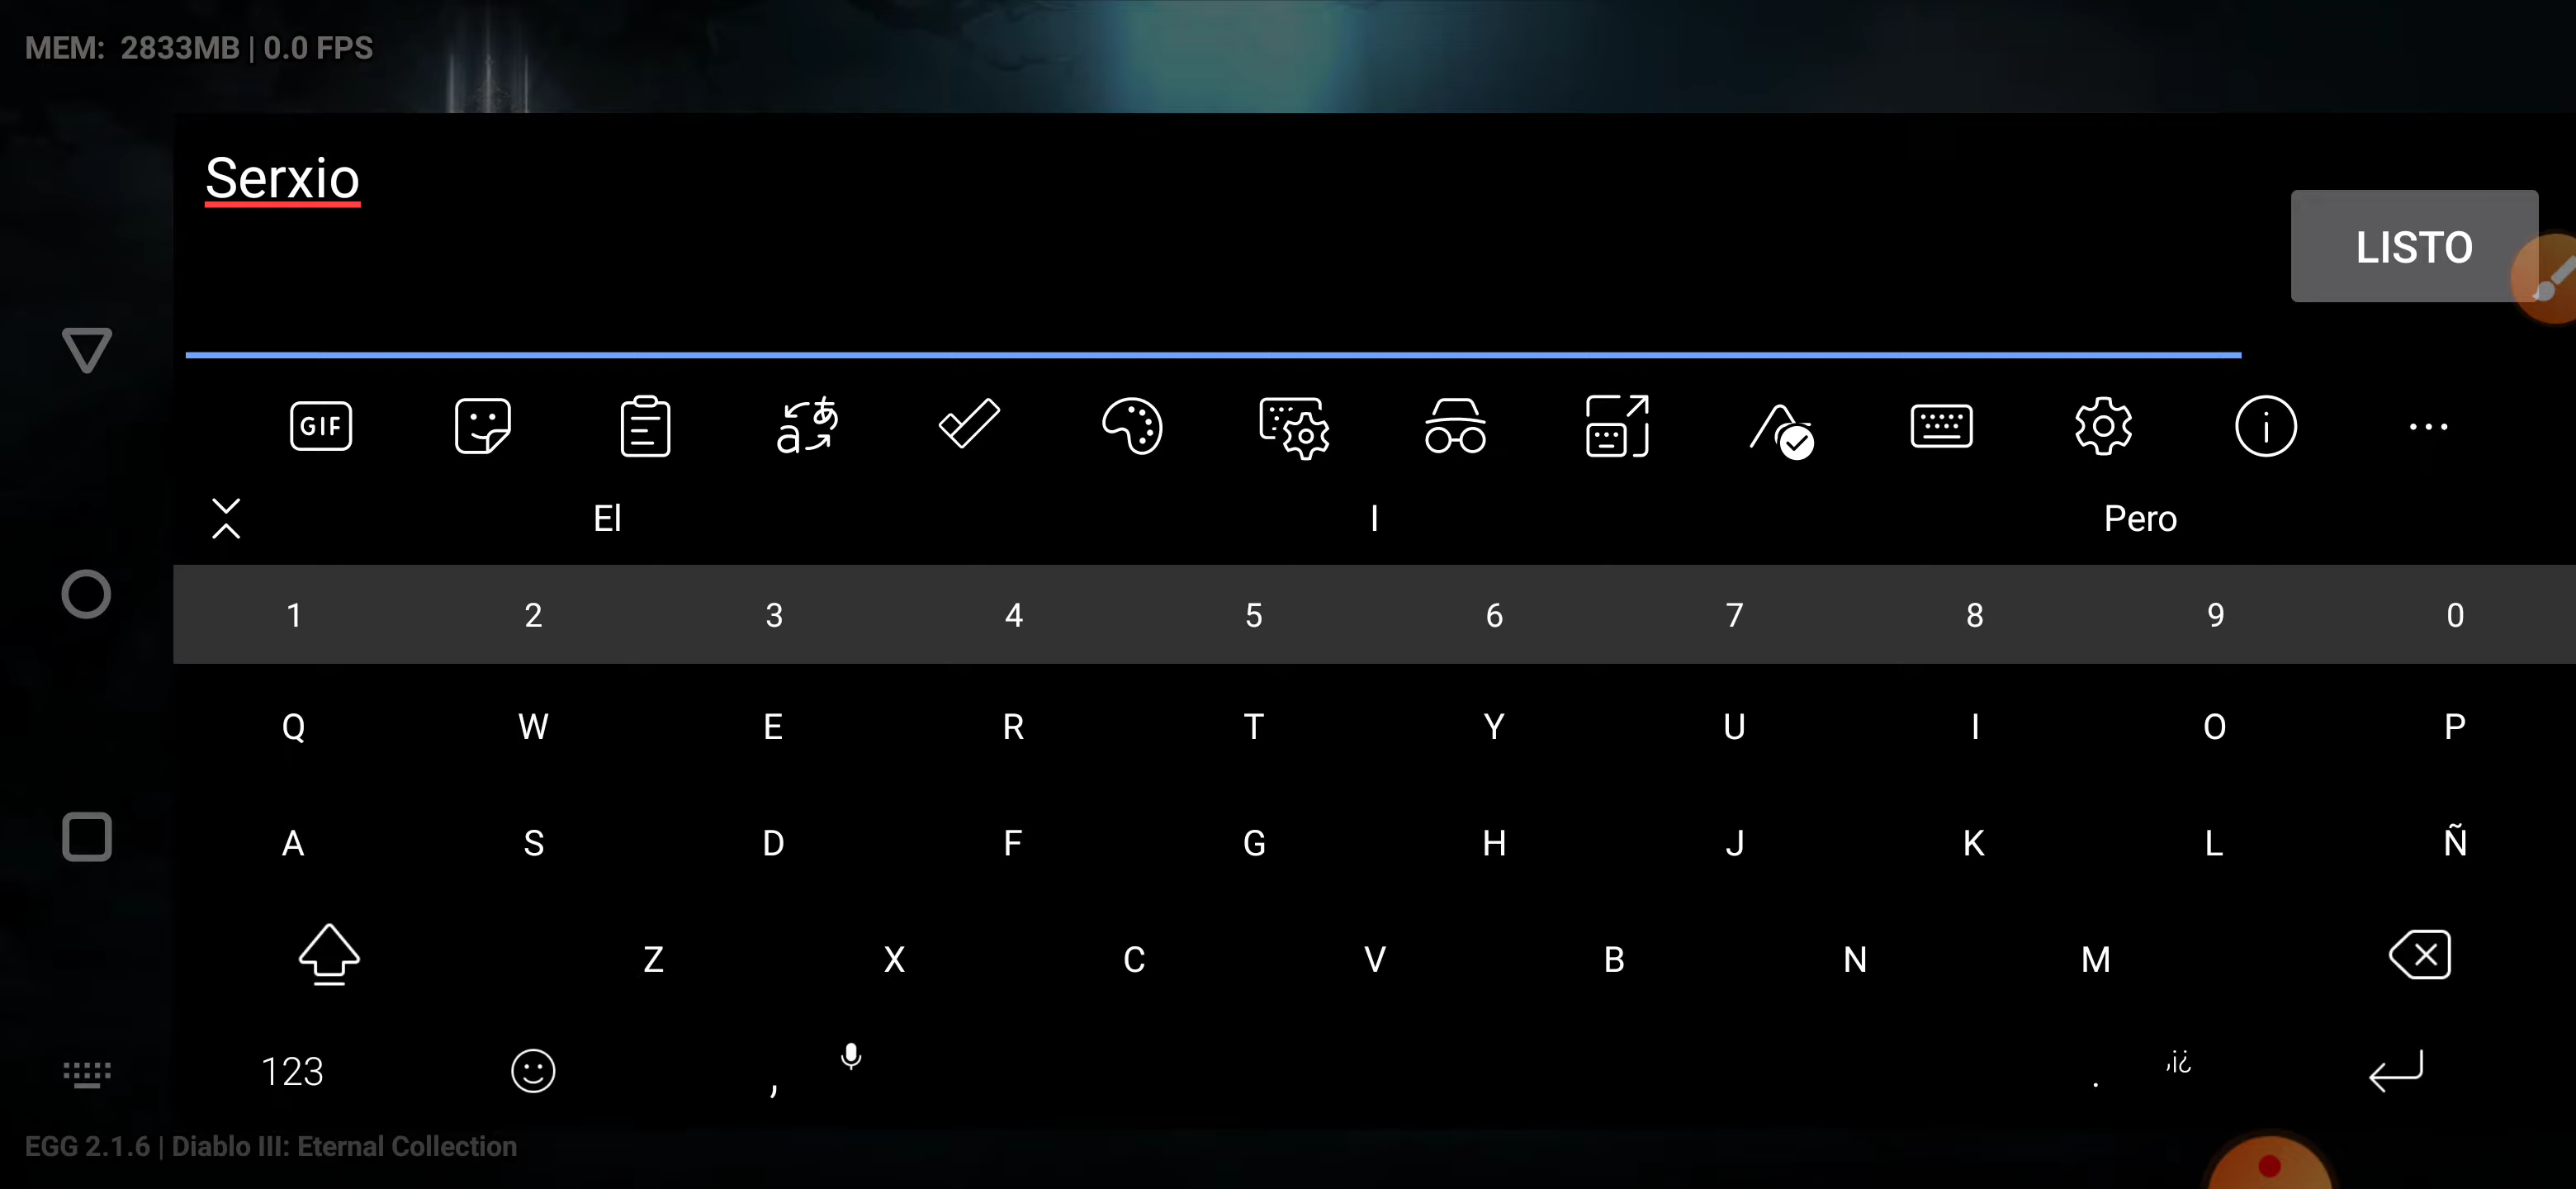 MEM: 2833MB | 0.0 FPS
Serxio
LISTO
GIF
a あ
El I Pero
1 2 3 4 5 6 7 8 9 0
Q W E R T Y U I O P
A S D F G H J K L Ñ
Z X C V B N M
123 , . ,¡¿
EGG 2.1.6 | Diablo III: Eternal Collection